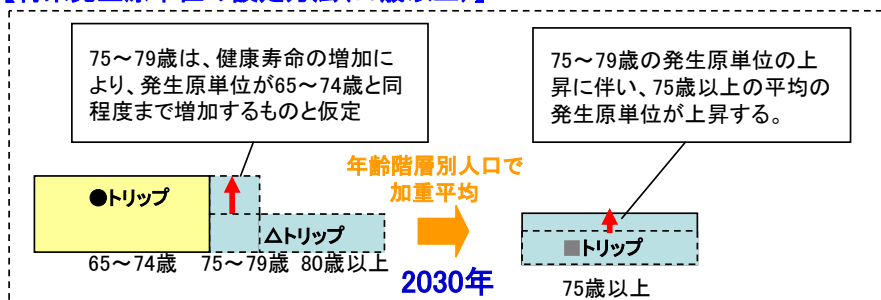 75～79歳は、健康寿命の増加に
より、発生原単位が65～74歳と同
程度まで増加するものと仮定
75～79歳の発生原単位の上
昇に伴い、75歳以上の平均の
発生原単位が上昇する。
年齢階層別人口で
加重平均
●トリップ
△トリップ
■トリップ
65～74歳 75～79歳 80歳以上
2030年
75歳以上